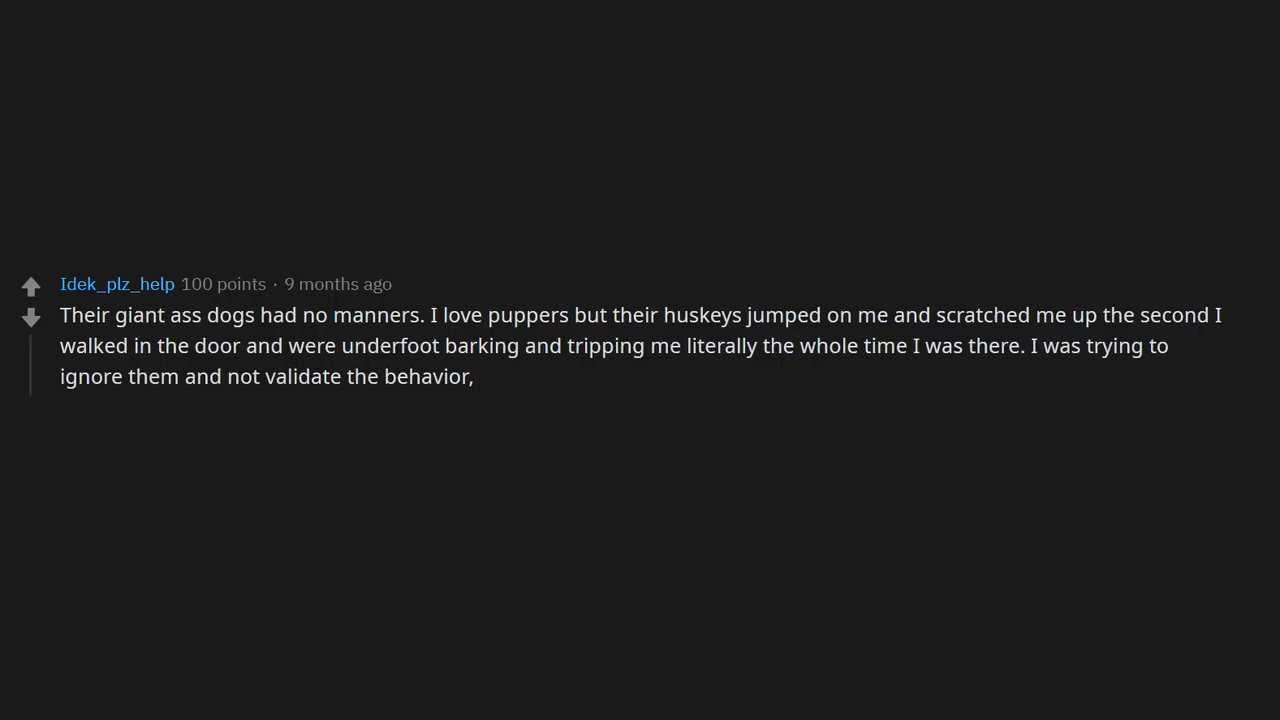 Idek_plz_help 100 points · 9 months ago
Their giant ass dogs had no manners. I love puppers but their huskeys jumped on me and scratched me up the second I
walked in the door and were underfoot barking and tripping me literally the whole time I was there. I was trying to
ignore them and not validate the behavior,